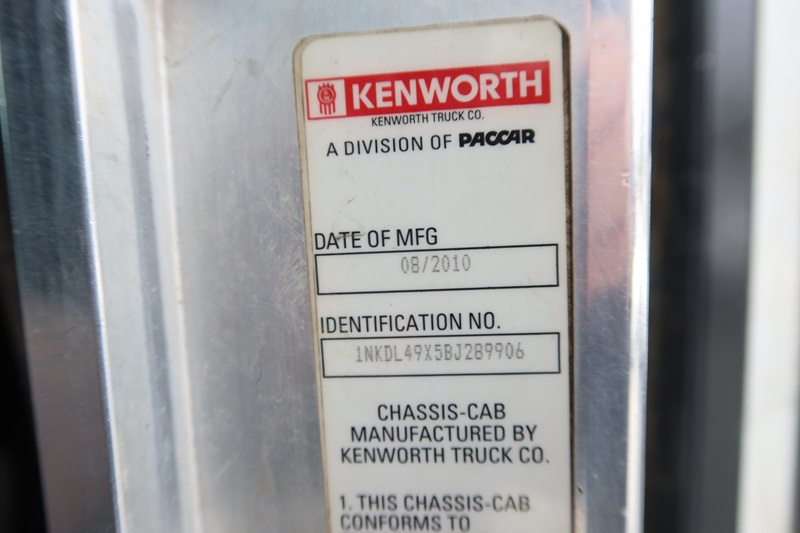 KENWORTH
KENWORTH TRUCK CO.
A DIVISION OF PACCAR
DATE OF MFG
08/2010
IDENTIFICATION NO.
1NKDL49X5BJ289906
CHASSIS-CAB
MANUFACTURED BY
KENWORTH TRUCK CO.
1. THIS CHASSIS-CAB
CONFORMS TO